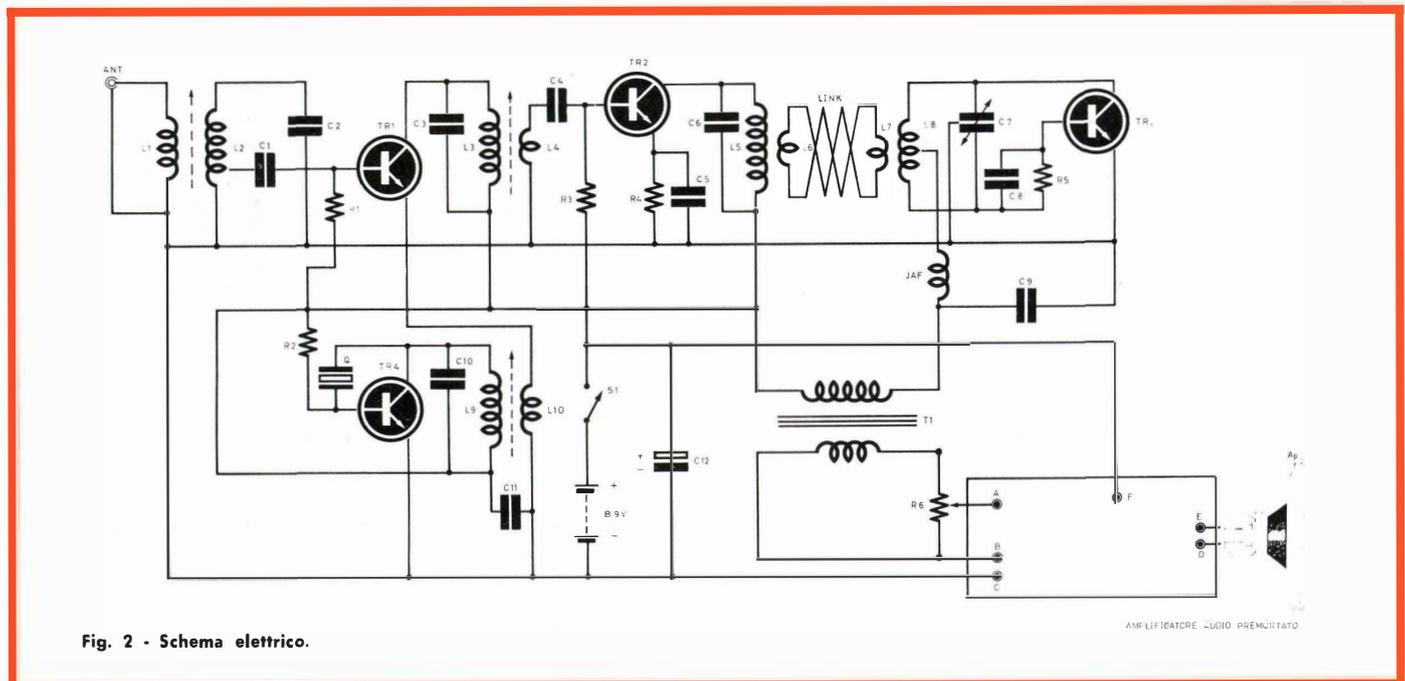 ANT
L1
L2
C1
C2
R1
TR1
C3
L3
C4
L4
TR2
R3
R4
C5
C6
L5
LINK
L6
L7
L8
C7
C8
R5
JAF
C9
R2
Q
TR4
C10
L9
L10
C11
S1
+
B 9V
−
+
−
C12
T1
R6
A
B
C
F
E
D
AMPLIFICATORE AUDIO PREMONTATO
Fig. 2 - Schema elettrico.